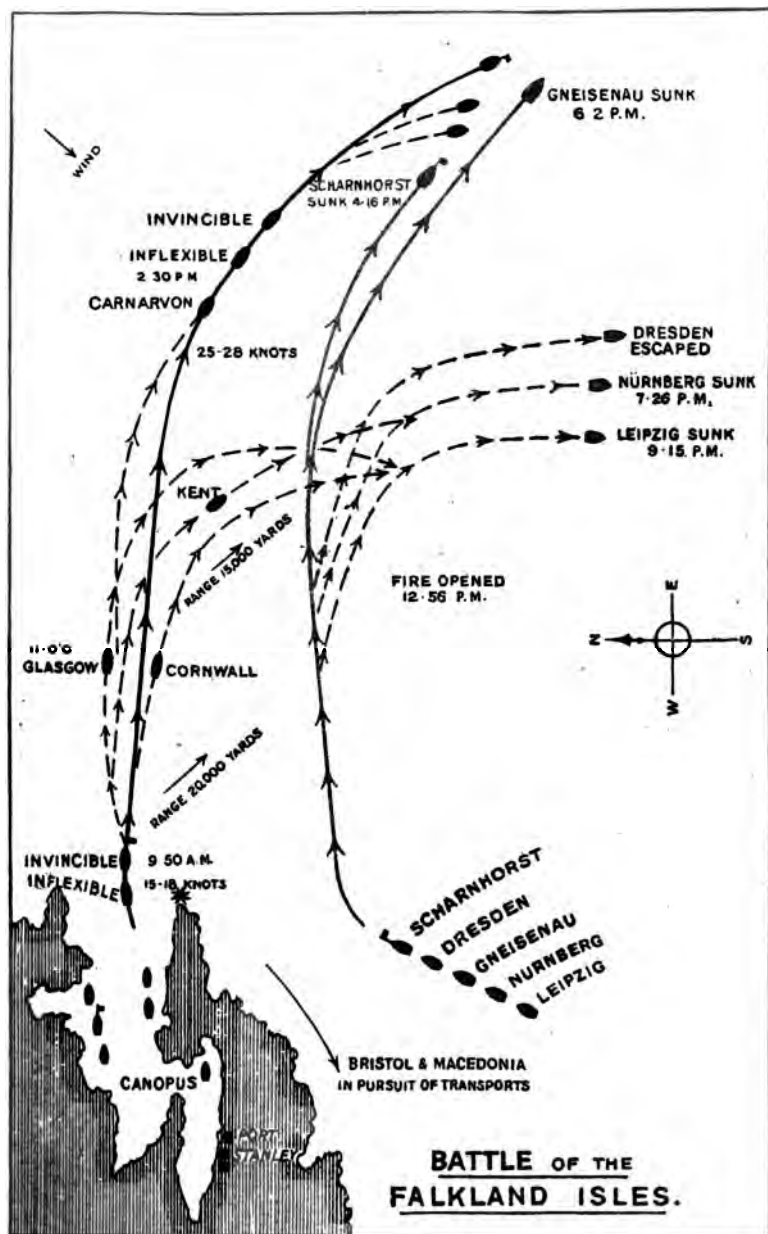 GNEISENAU SUNK
6 2 P.M.
WIND
SCHARNHORST
SUNK 4·16 P.M.
INVINCIBLE
INFLEXIBLE
2 30 P M
CARNARVON
25-28 KNOTS
DRESDEN
ESCAPED
NÜRNBERG SUNK
7·26 P.M.
LEIPZIG SUNK
9·15 P.M.
KENT
RANGE 15,000 YARDS
FIRE OPENED
12·56 P.M.
E
N
S
W
11·0
GLASGOW
CORNWALL
RANGE 20,000 YARDS
INVINCIBLE
9 50 A.M.
INFLEXIBLE
15-18 KNOTS
SCHARNHORST
DRESDEN
GNEISENAU
NURNBERG
LEIPZIG
BRISTOL & MACEDONIA
IN PURSUIT OF TRANSPORTS
CANOPUS
PORT
STANLEY
BATTLE OF THE
FALKLAND ISLES.